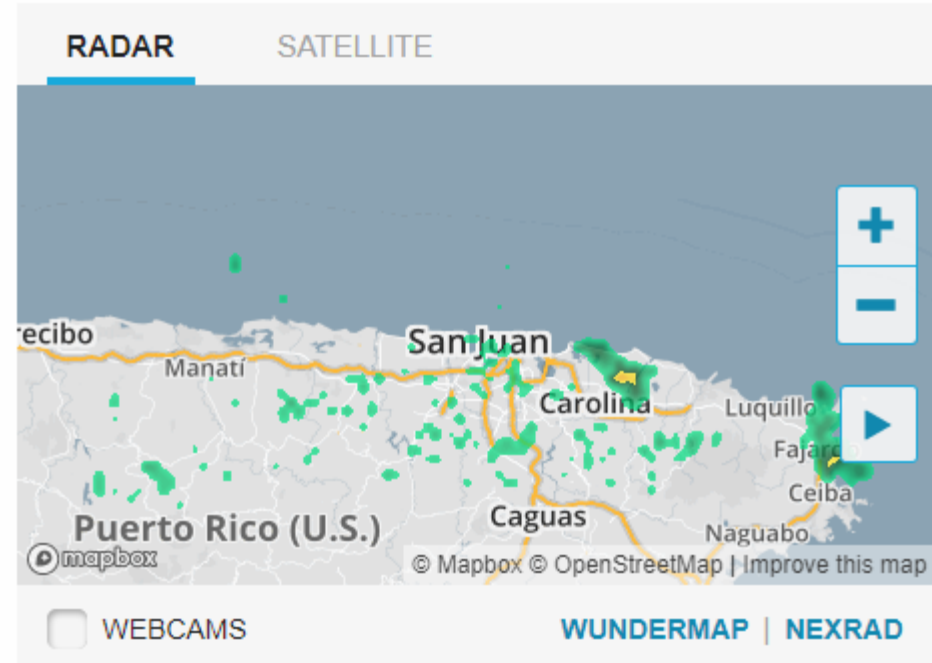 RADAR SATELLITE
recibo
San Juan
Manatí
Carolina
Luquillo
Fajardo
Ceiba
Puerto Rico (U.S.)
Caguas
Naguabo
mapbox
© Mapbox © OpenStreetMap | Improve this map
WEBCAMS
WUNDERMAP | NEXRAD